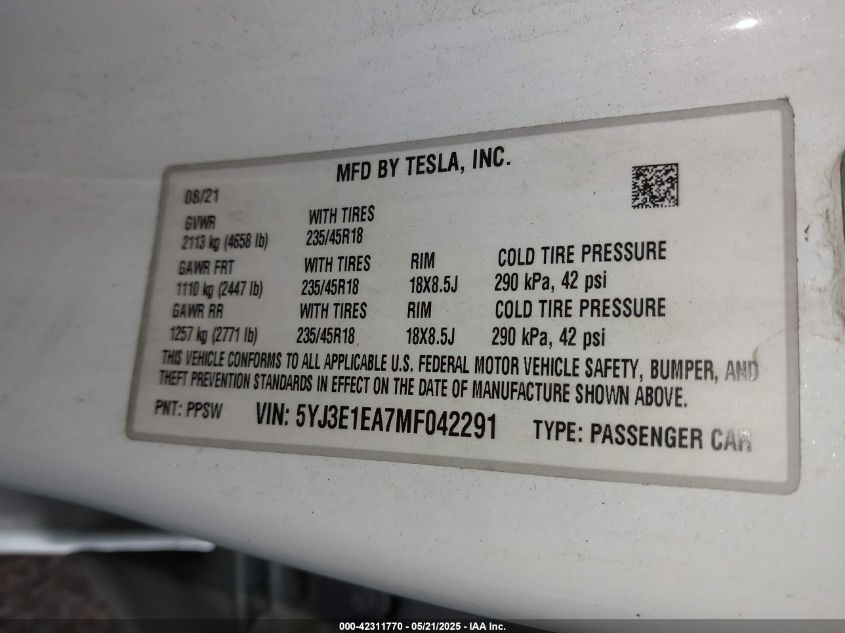 MFD BY TESLA, INC.
08/21
GVWR WITH TIRES
2113 kg (4658 lb) 235/45R18
GAWR FRT WITH TIRES RIM COLD TIRE PRESSURE
1110 kg (2447 lb) 235/45R18 18X8.5J 290 kPa, 42 psi
GAWR RR WITH TIRES RIM COLD TIRE PRESSURE
1257 kg (2771 lb) 235/45R18 18X8.5J 290 kPa, 42 psi
THIS VEHICLE CONFORMS TO ALL APPLICABLE U.S. FEDERAL MOTOR VEHICLE SAFETY, BUMPER, AND
THEFT PREVENTION STANDARDS IN EFFECT ON THE DATE OF MANUFACTURE SHOWN ABOVE.
PNT: PPSW VIN: 5YJ3E1EA7MF042291 TYPE: PASSENGER CAR
000-42311770 - 05/21/2025 - IAA Inc.